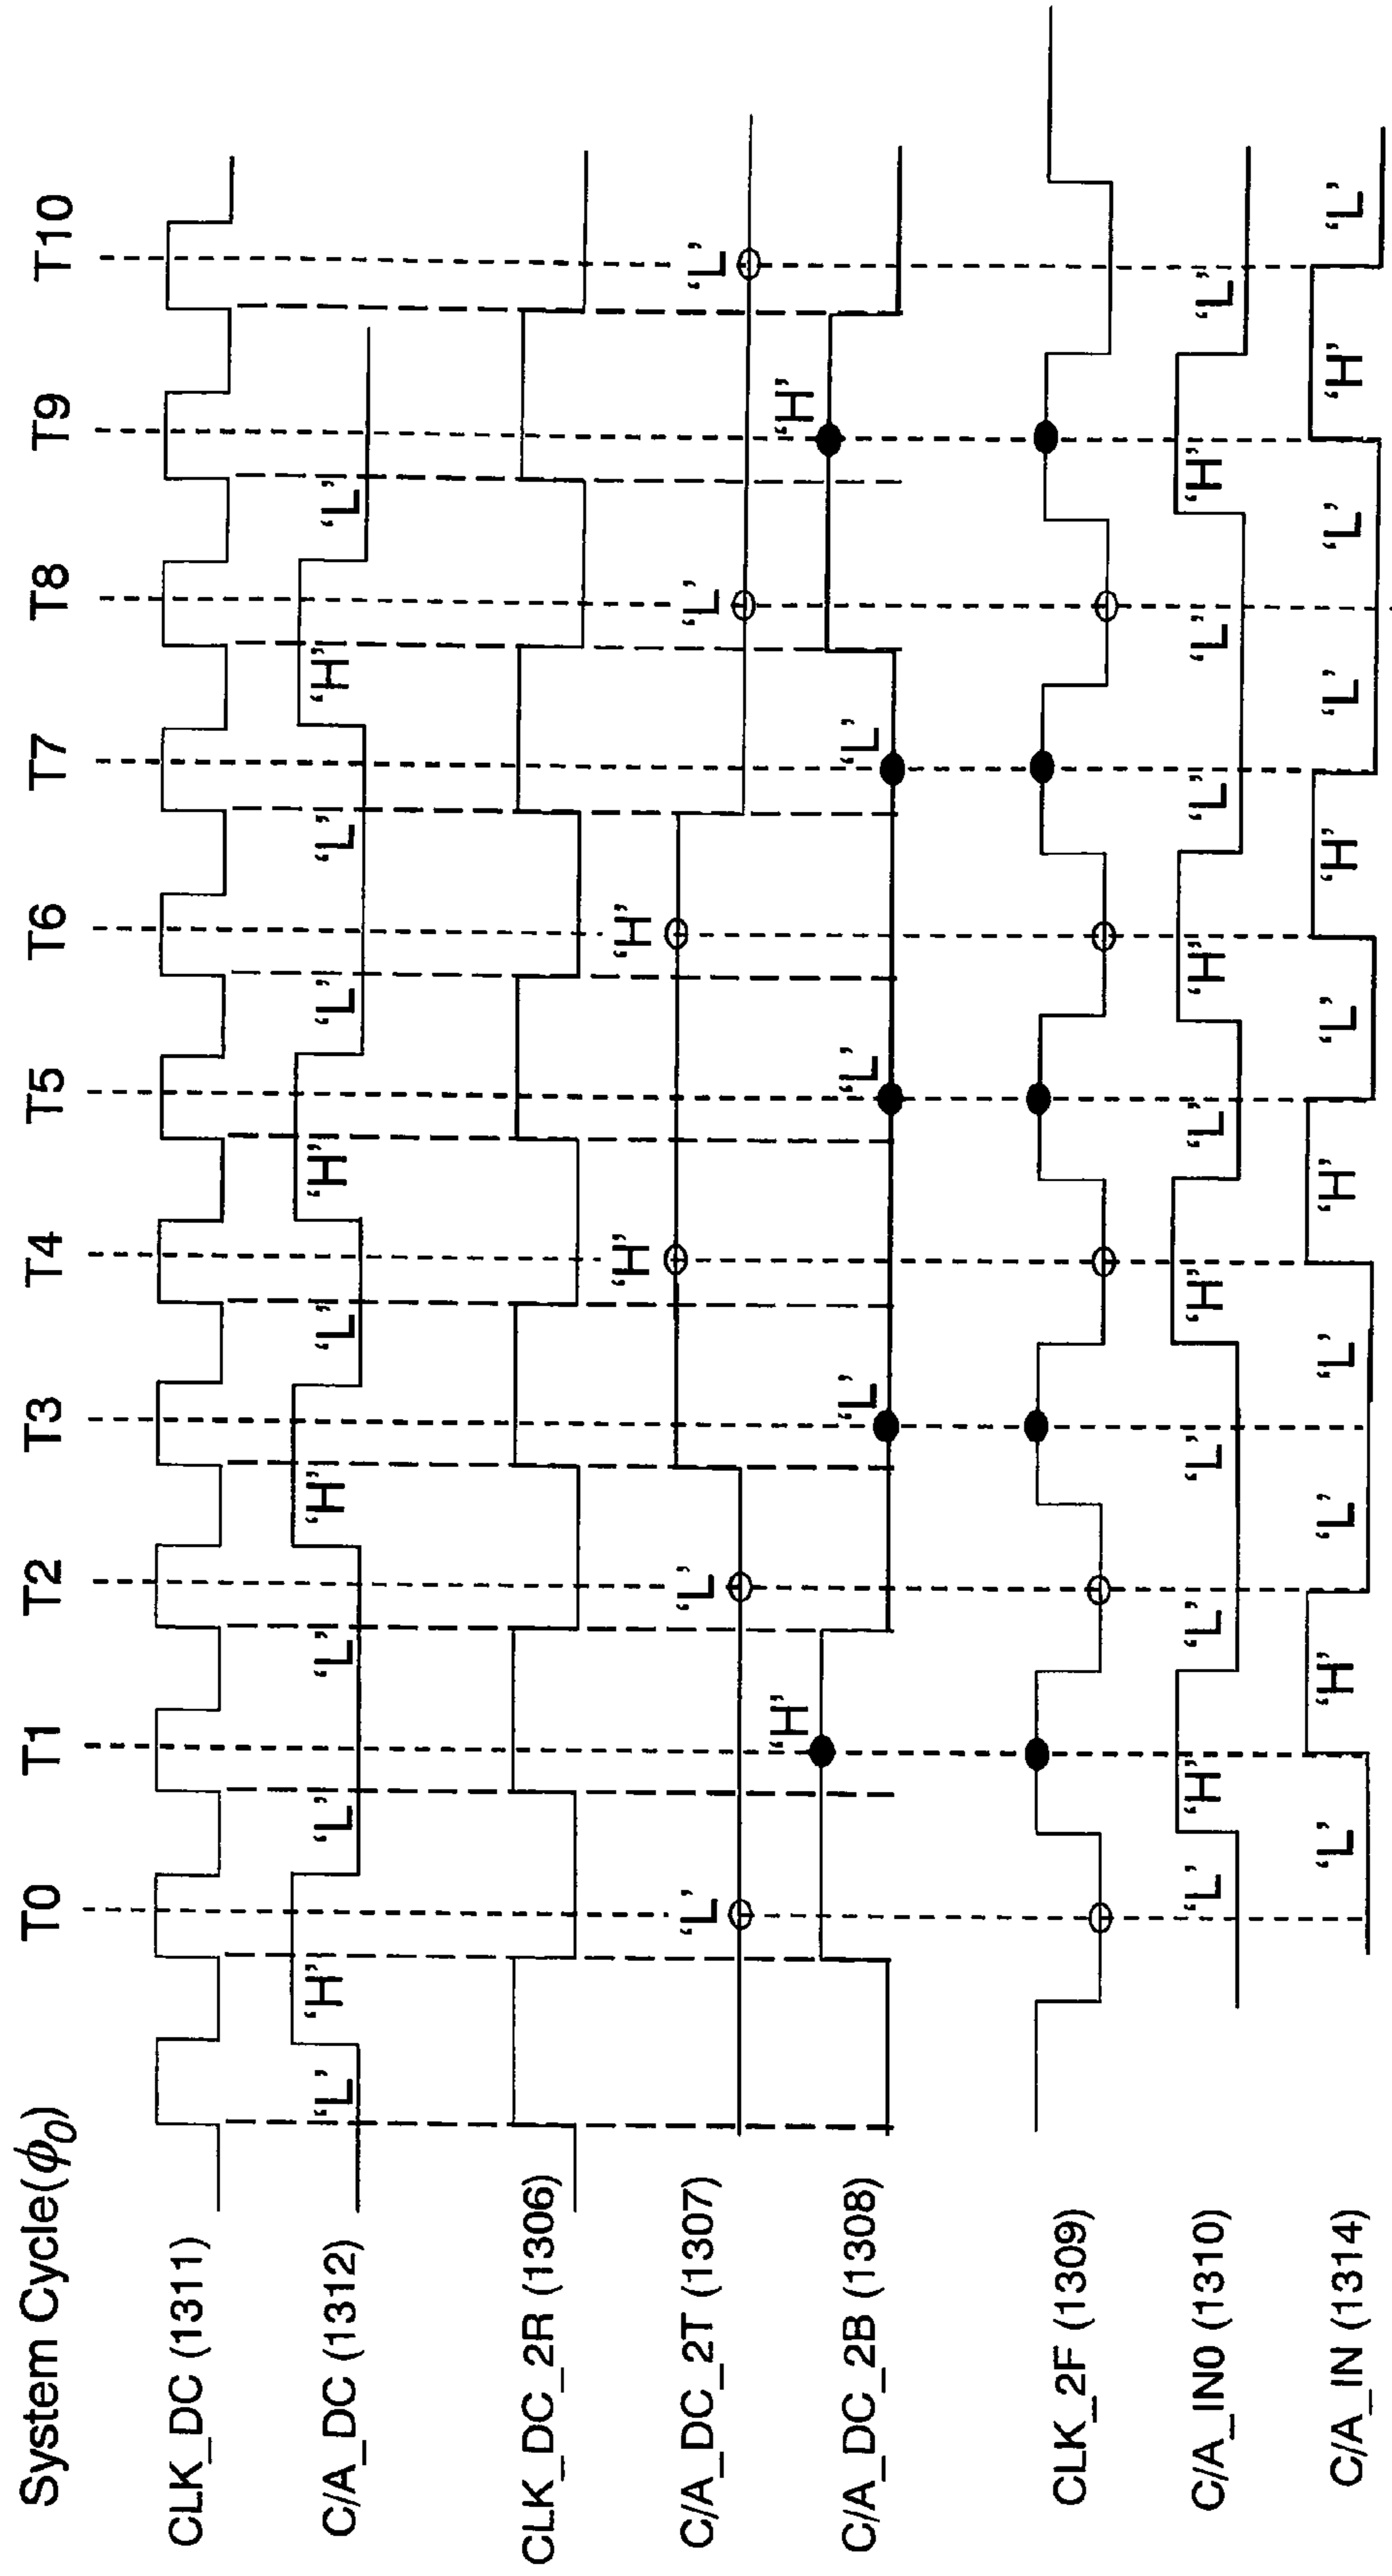 System Cycle(ϕ0) T0 T1 T2 T3 T4 T5 T6 T7 T8 T9 T10
CLK_DC (1311)
C/A_DC (1312) ‘L’ ‘H’ ‘L’ ‘L’ ‘H’ ‘L’ ‘H’ ‘L’ ‘L’ ‘H’ ‘L’
CLK_DC_2R (1306)
C/A_DC_2T (1307) ‘L’ ‘L’ ‘H’ ‘H’ ‘L’ ‘L’
C/A_DC_2B (1308) ‘H’ ‘L’ ‘L’ ‘L’ ‘H’
CLK_2F (1309)
C/A_IN0 (1310) ‘L’ ‘H’ ‘L’ ‘L’ ‘H’ ‘L’ ‘H’ ‘L’ ‘L’ ‘H’ ‘L’
C/A_IN (1314) ‘L’ ‘H’ ‘L’ ‘L’ ‘H’ ‘L’ ‘H’ ‘L’ ‘L’ ‘H’ ‘L’